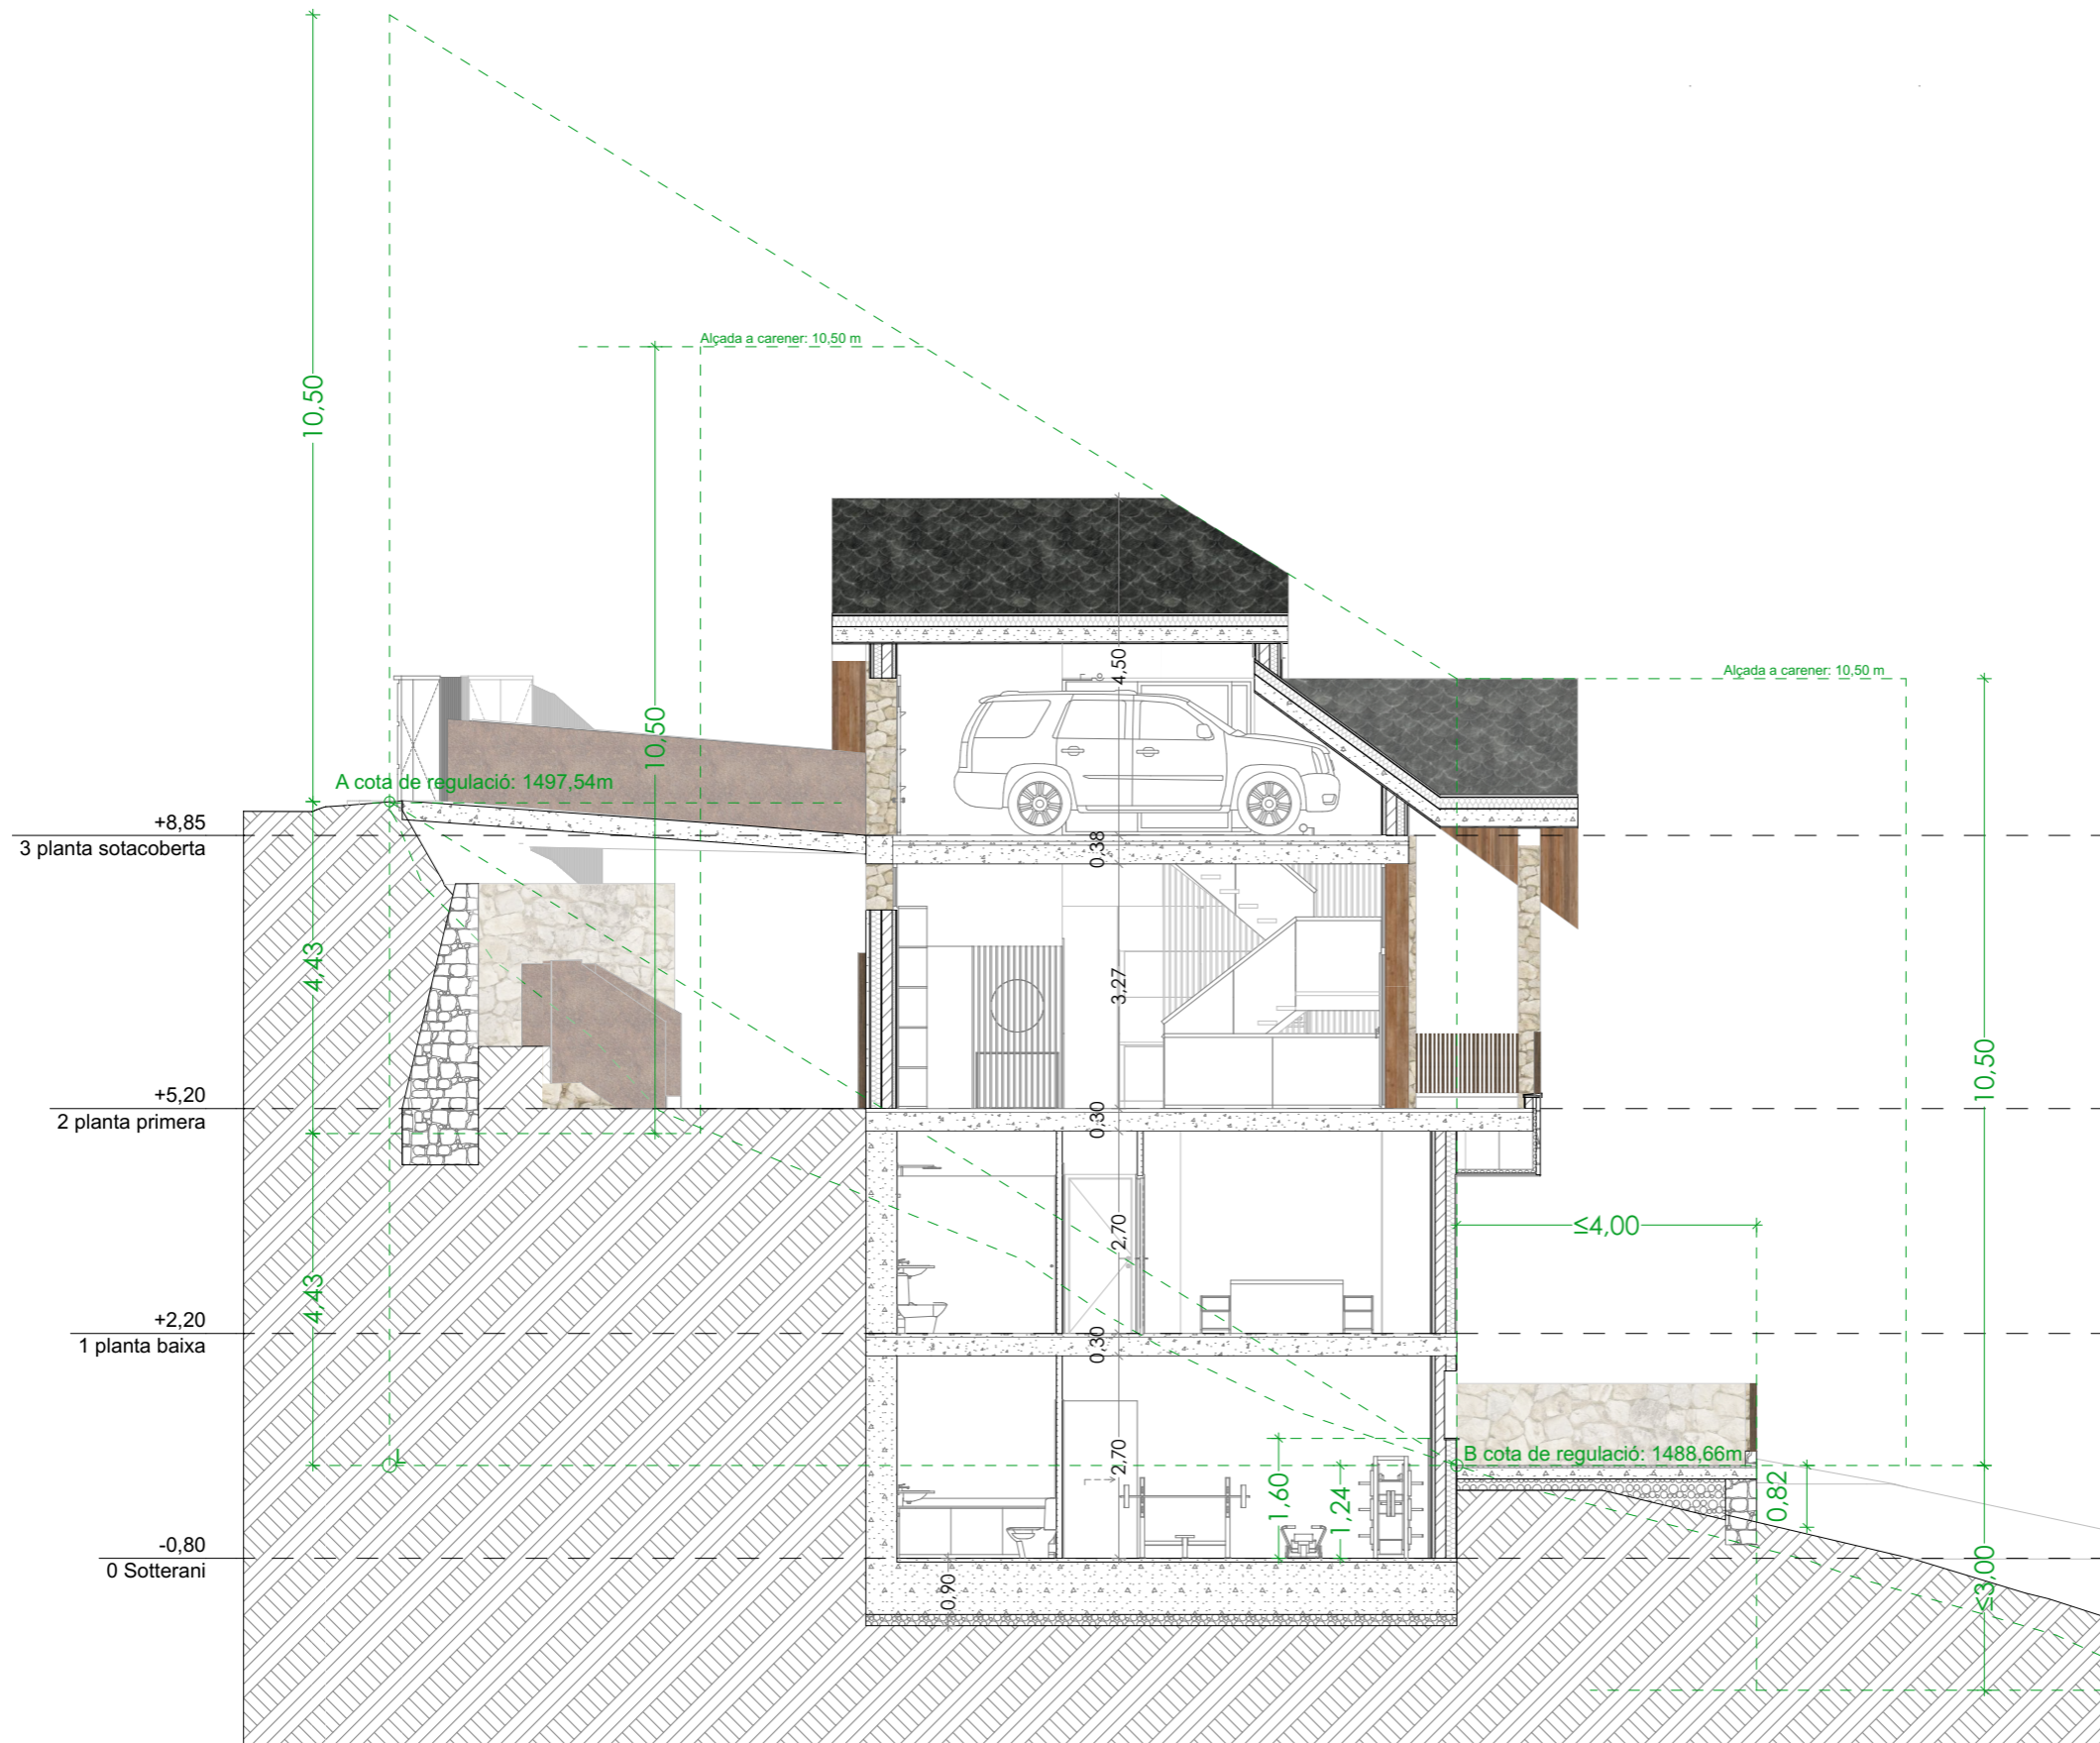 10,50
Alçada a carener: 10,50 m
10,50
4,50
Alçada a carener: 10,50 m
A cota de regulació: 1497,54m
+8,85
3 planta sotacoberta
0,38
4,43
3,27
10,50
+5,20
2 planta primera
0,30
2,70
≤4,00
4,43
+2,20
1 planta baixa
0,30
2,70
L
B cota de regulació: 1488,66m
1,60
1,24
0,82
-0,80
0 Sotterani
0,90
≤3,00